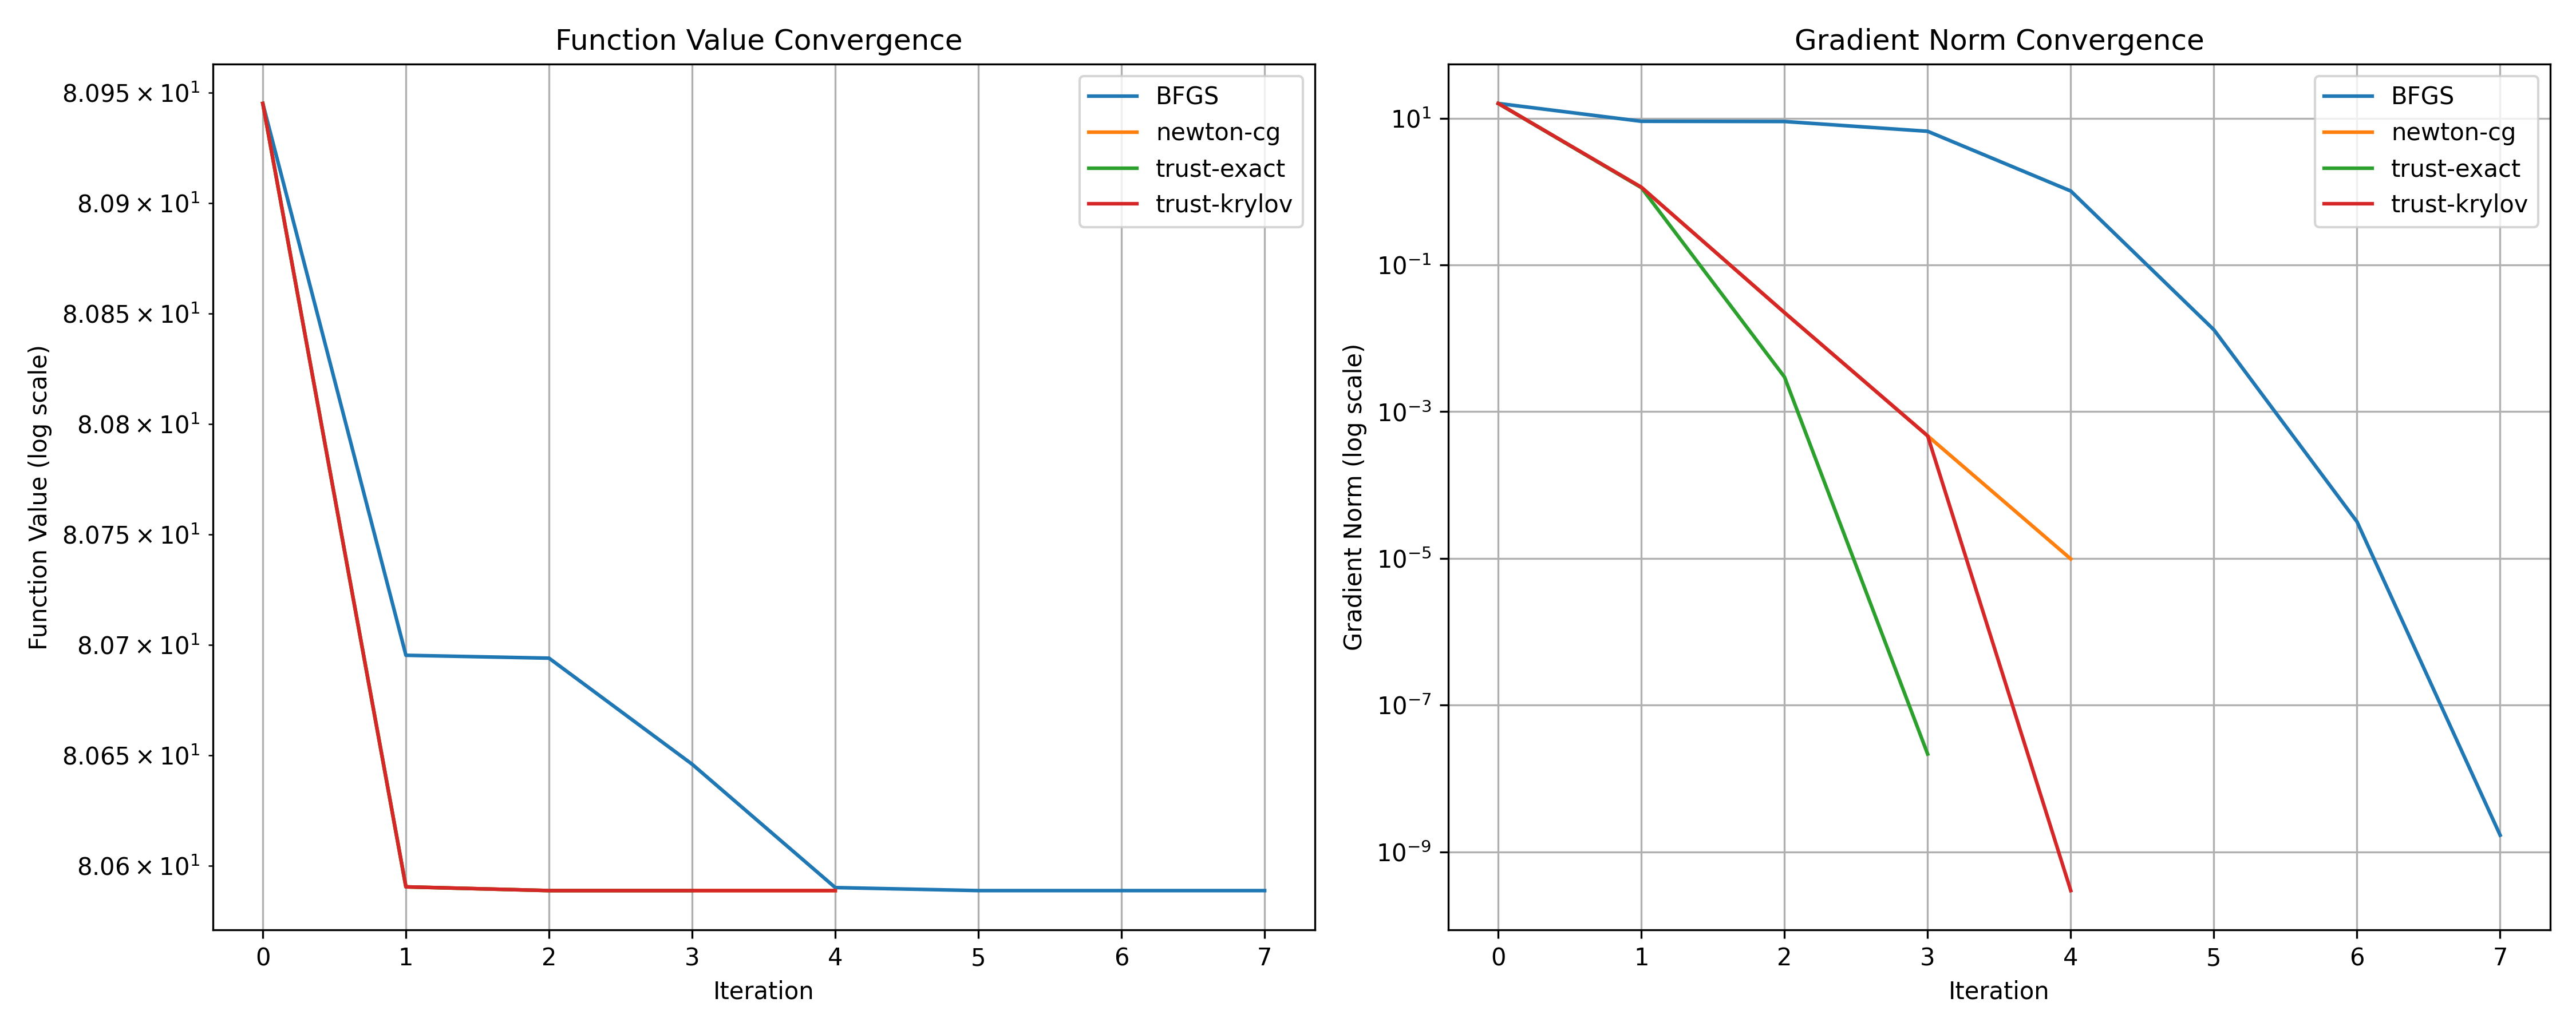 Function Value Convergence
Function Value (log scale)
8.095 × 10¹
8.09 × 10¹
8.085 × 10¹
8.08 × 10¹
8.075 × 10¹
8.07 × 10¹
8.065 × 10¹
8.06 × 10¹
BFGS
newton-cg
trust-exact
trust-krylov
0 1 2 3 4 5 6 7
Iteration
Gradient Norm Convergence
Gradient Norm (log scale)
10¹
10⁻¹
10⁻³
10⁻⁵
10⁻⁷
10⁻⁹
BFGS
newton-cg
trust-exact
trust-krylov
0 1 2 3 4 5 6 7
Iteration